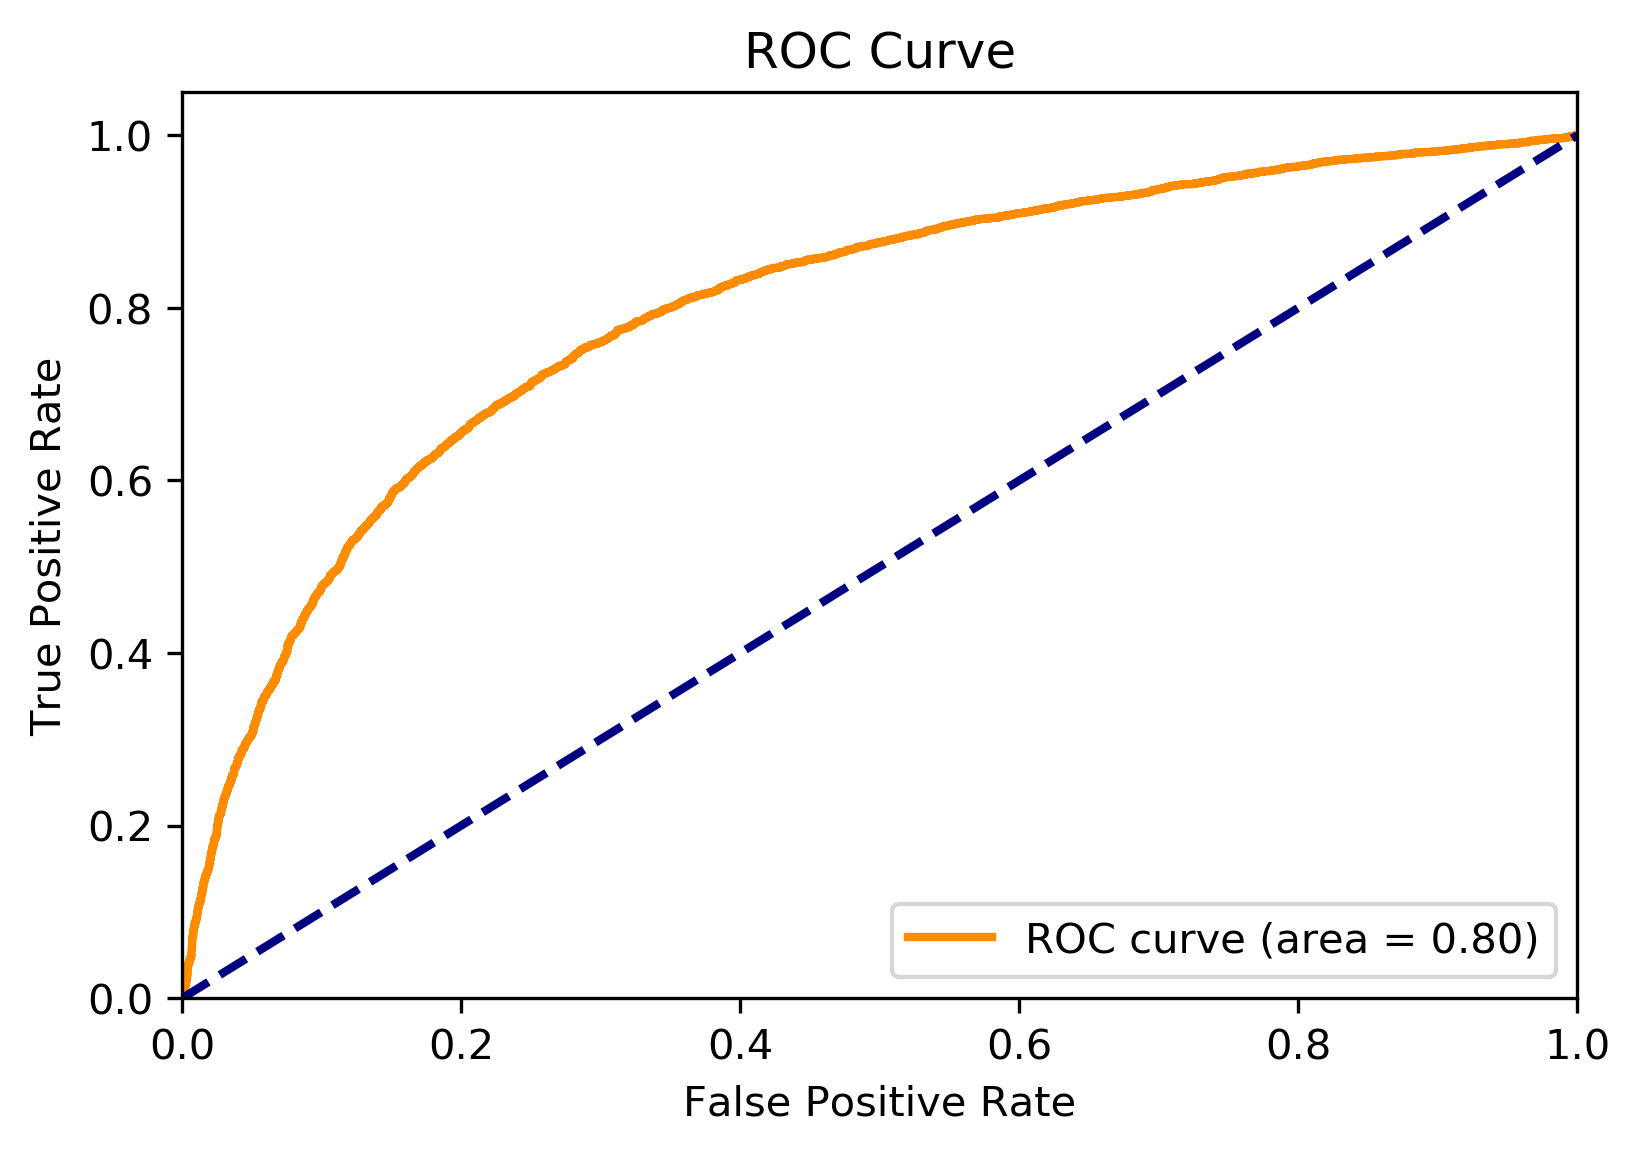 ROC Curve
True Positive Rate
1.0
0.8
0.6
0.4
0.2
0.0
ROC curve (area = 0.80)
0.0 0.2 0.4 0.6 0.8 1.0
False Positive Rate